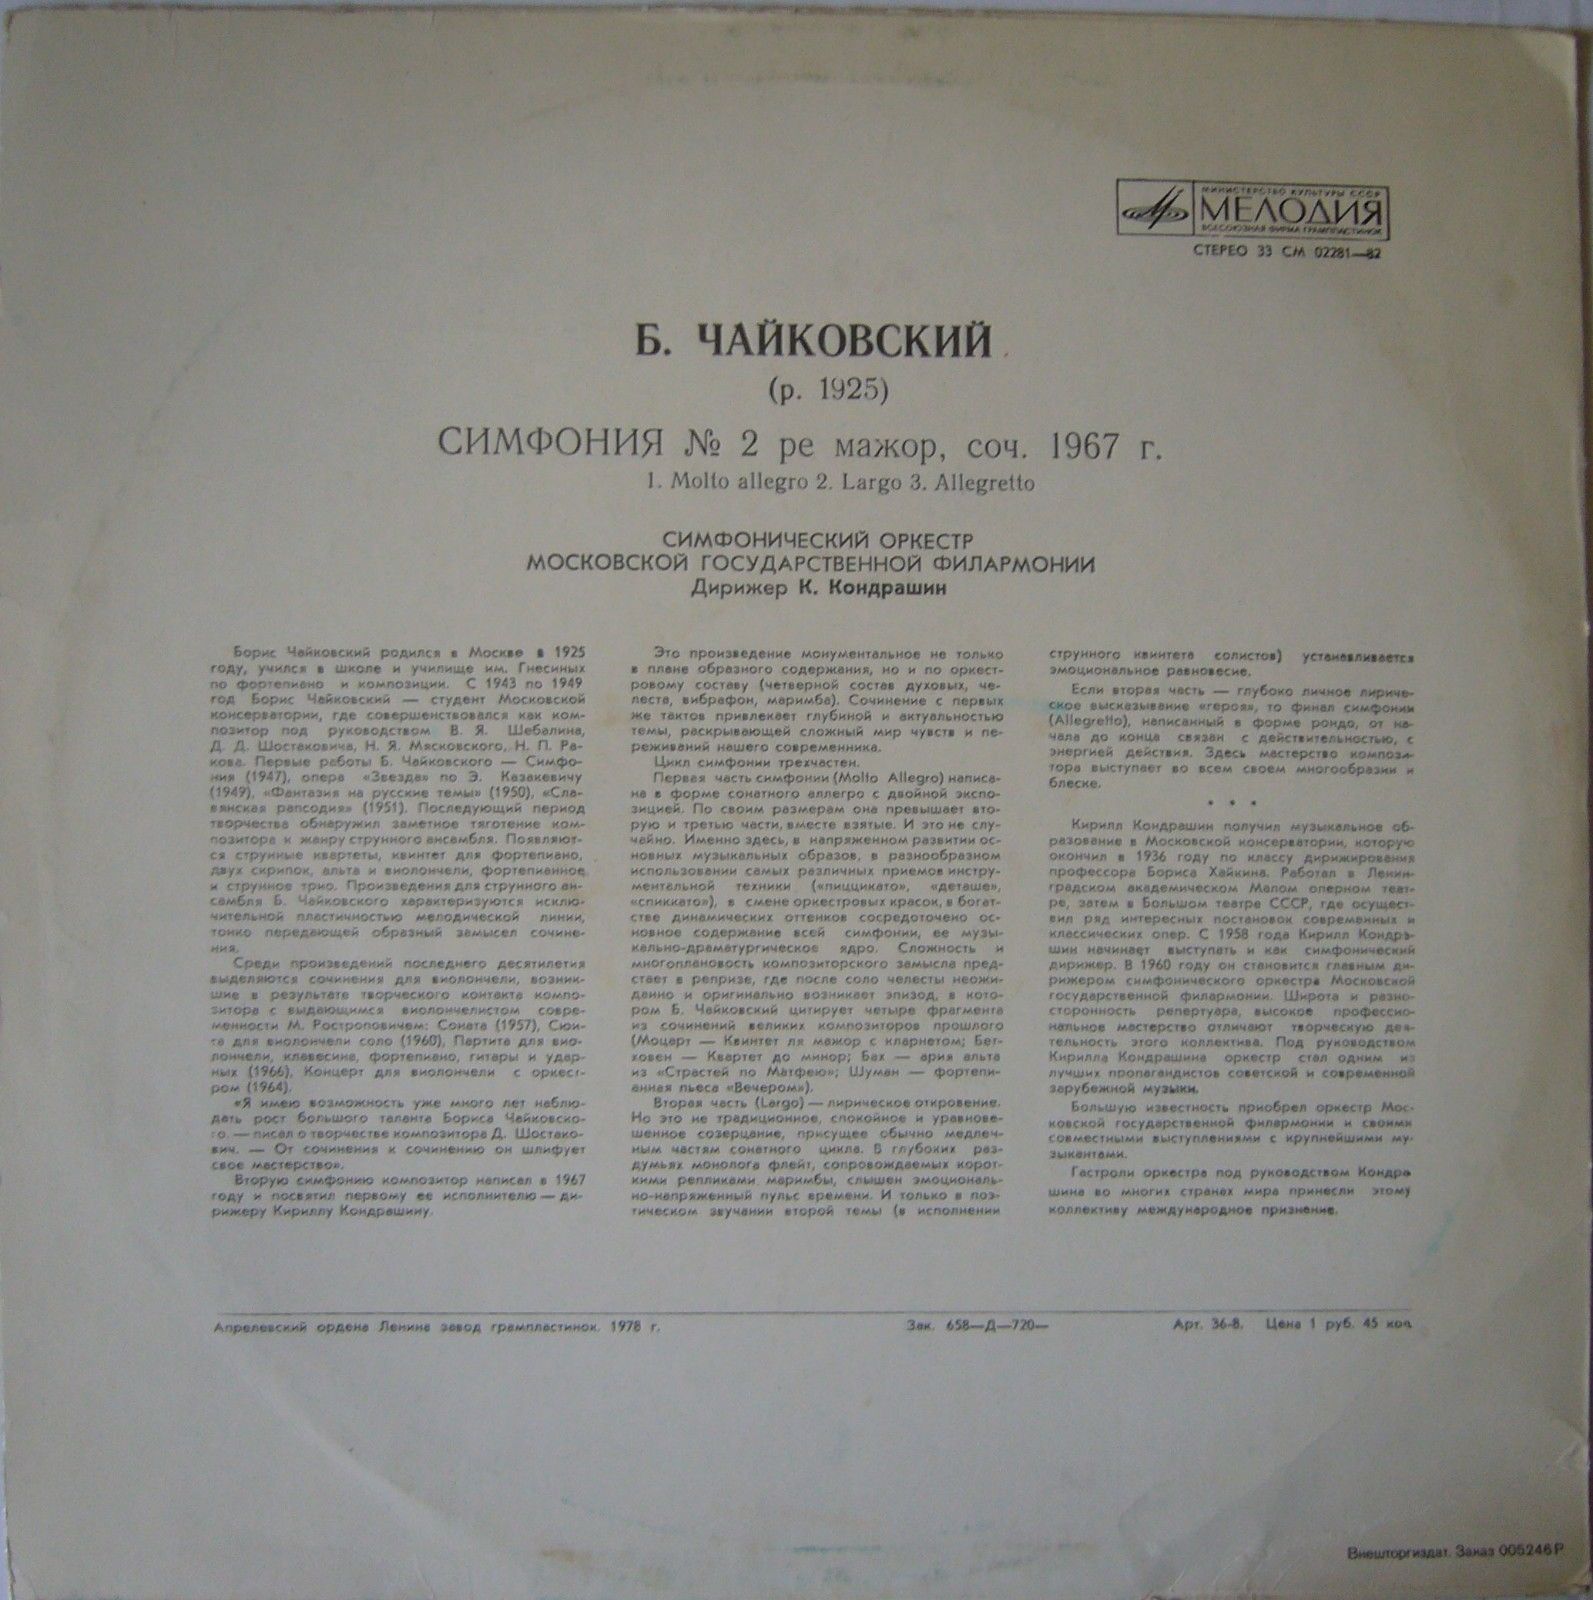 МИНИСТЕРСТВО КУЛЬТУРЫ СССР
МЕЛОДИЯ
ВСЕСОЮЗНАЯ ФИРМА ГРАМПЛАСТИНОК
СТЕРЕО 33 СМ 02281—82
Б. ЧАЙКОВСКИЙ
(р. 1925)
СИМФОНИЯ № 2 ре мажор, соч. 1967 г.
1. Molto allegro 2. Largo 3. Allegretto
СИМФОНИЧЕСКИЙ ОРКЕСТР
МОСКОВСКОЙ ГОСУДАРСТВЕННОЙ ФИЛАРМОНИИ
Дирижер К. Кондрашин
Борис Чайковский родился в Москве в 1925
году, учился в школе и училище им. Гнесиных
по фортепиано и композиции. С 1943 по 1949
год Борис Чайковский — студент Московской
консерватории, где совершенствовался как ком-
позитор под руководством В. Я. Шебалина,
Д. Д. Шостаковича, Н. Я. Мясковского, Н. П. Ра-
кова. Первые работы Б. Чайковского — Симфо-
ния (1947), опера «Звезда» по Э. Казакевичу
(1949), «Фантазия на русские темы» (1950), «Сла-
вянская рапсодия» (1951). Последующий период
творчества обнаружил заметное тяготение ком-
позитора к жанру струнного ансамбля. Появляют-
ся струнные квартеты, квинтет для фортепиано,
двух скрипок, альта и виолончели, фортепианное
и струнное трио. Произведения для струнного ан-
самбля Б. Чайковского характеризуются исклю-
чительной пластичностью мелодической линии,
тонко передающей образный замысел сочине-
ния.
Среди произведений последнего десятилетия
выделяются сочинения для виолончели, возник-
шие в результате творческого контакта компо-
зитора с выдающимся виолончелистом совре-
менности М. Ростроповичем: Соната (1957), Сюи-
та для виолончели соло (1960), Партита для вио-
лончели, клавесина, фортепиано, гитары и удар-
ных (1966), Концерт для виолончели с оркест-
ром (1964).
«Я имею возможность уже много лет наблю-
дать рост большого таланта Бориса Чайковско-
го, — писал о творчестве композитора Д. Шостако-
вич. — От сочинения к сочинению он шлифует
свое мастерство».
Вторую симфонию композитор написал в 1967
году и посвятил первому ее исполнителю — ди-
рижеру Кириллу Кондрашину.
Это произведение монументальное не только
в плане образного содержания, но и по оркест-
ровому составу (четверной состав духовых, че-
леста, вибрафон, маримба). Сочинение с первых
же тактов привлекает глубиной и актуальностью
темы, раскрывающей сложный мир чувств и пе-
реживаний нашего современника.
Цикл симфонии трехчастен.
Первая часть симфонии (Molto Allegro) написа-
на в форме сонатного аллегро с двойной экспо-
зицией. По своим размерам она превышает вто-
рую и третью части, вместе взятые. И это не слу-
чайно. Именно здесь, в напряженном развитии ос-
новных музыкальных образов, в разнообразном
использовании самых различных приемов инстру-
ментальной техники («пиццикато», «деташе»,
«спиккато»), в смене оркестровых красок, в богат-
стве динамических оттенков сосредоточено ос-
новное содержание всей симфонии, ее музы-
кально-драматургическое ядро. Сложность и
многоплановость композиторского замысла пред-
стает в репризе, где после соло челесты неожи-
данно и оригинально возникает эпизод, в кото-
ром Б. Чайковский цитирует четыре фрагмента
из сочинений великих композиторов прошлого
(Моцарт — Квинтет ля мажор с кларнетом; Бет-
ховен — Квартет до минор; Бах — ария альта
из «Страстей по Матфею»; Шуман — фортепи-
анная пьеса «Вечером»).
Вторая часть (Largo) — лирическое откровение.
Но это не традиционное, спокойное и уравнове-
шенное созерцание, присущее обычно медлен-
ным частям сонатного цикла. В глубоких раз-
думьях монолога флейт, сопровождаемых корот-
кими репликами маримбы, слышен эмоциональ-
но-напряженный пульс времени. И только в поэ-
тическом звучании второй темы (в исполнении
струнного квинтета солистов) устанавливается
эмоциональное равновесие.
Если вторая часть — глубоко личное лириче-
ское высказывание «героя», то финал симфонии
(Allegretto), написанный в форме рондо, от на-
чала до конца связан с действительностью, с
энергией действия. Здесь мастерство компози-
тора выступает во всем своем многообразии и
блеске.
* * *
Кирилл Кондрашин получил музыкальное об-
разование в Московской консерватории, которую
окончил в 1936 году по классу дирижирования
профессора Бориса Хайкина. Работал в Ленин-
градском академическом Малом оперном теат-
ре, затем в Большом театре СССР, где осущест-
вил ряд интересных постановок современных и
классических опер. С 1958 года Кирилл Кондра-
шин начинает выступать и как симфонический
дирижер. В 1960 году он становится главным ди-
рижером симфонического оркестра Московской
государственной филармонии. Широта и разно-
сторонность репертуара, высокое профессио-
нальное мастерство отличают творческую дея-
тельность этого коллектива. Под руководством
Кирилла Кондрашина оркестр стал одним из
лучших пропагандистов советской и современной
зарубежной музыки.
Большую известность приобрел оркестр Мос-
ковской государственной филармонии и своими
совместными выступлениями с крупнейшими му-
зыкантами.
Гастроли оркестра под руководством Кондра
шина во многих странах мира принесли этому
коллективу международное признание.
Апрелевский ордена Ленина завод грампластинок. 1978 г.
Зак. 658—Д—720—
Арт. 36-8. Цена 1 руб. 45 коп.
Внешторгиздат. Заказ 005246Р